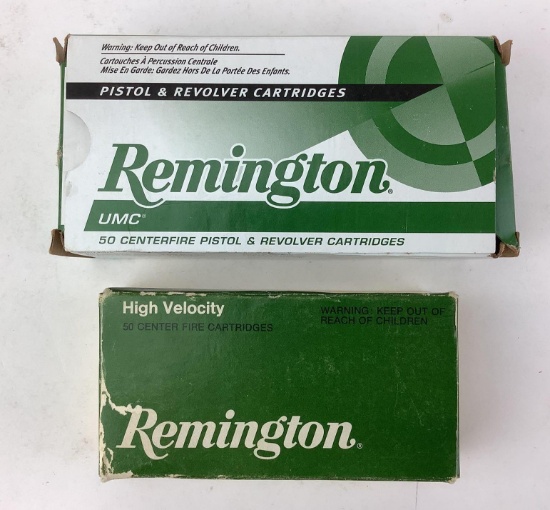 Warning: Keep Out of Reach of Children.
Cartouches À Percussion Centrale
Mise En Garde: Gardez Hors De La Portée Des Enfants.
PISTOL & REVOLVER CARTRIDGES
Remington®
UMC®
50 CENTERFIRE PISTOL & REVOLVER CARTRIDGES
High Velocity
50 CENTER FIRE CARTRIDGES
WARNING: KEEP OUT OF
REACH OF CHILDREN
Remington®